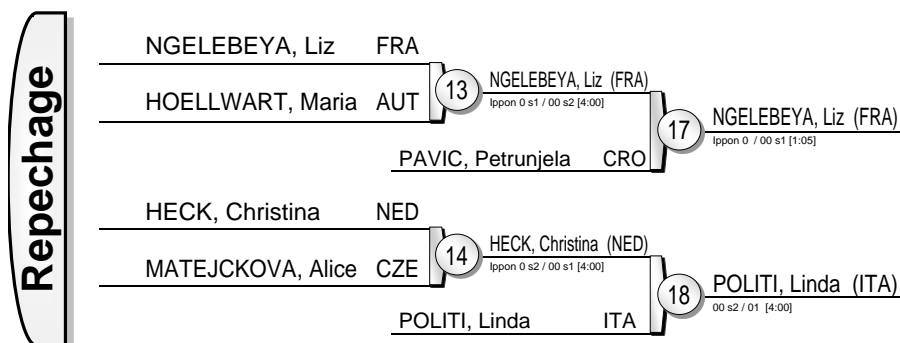 Repechage
NGELEBEYA, Liz FRA
HOELLWART, Maria AUT
13
NGELEBEYA, Liz (FRA)
Ippon 0 s1 / 00 s2 [4:00]
PAVIC, Petrunjela CRO
17
NGELEBEYA, Liz (FRA)
Ippon 0 / 00 s1 [1:05]
HECK, Christina NED
MATEJCKOVA, Alice CZE
14
HECK, Christina (NED)
Ippon 0 s2 / 00 s1 [4:00]
POLITI, Linda ITA
18
POLITI, Linda (ITA)
00 s2 / 01 [4:00]